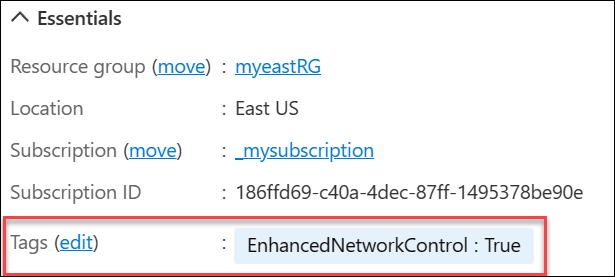 Essentials
Resource group (move) : myeastRG
Location : East US
Subscription (move) : _mysubscription
Subscription ID : 186ffd69-c40a-4dec-87ff-1495378be90e
Tags (edit) : EnhancedNetworkControl : True